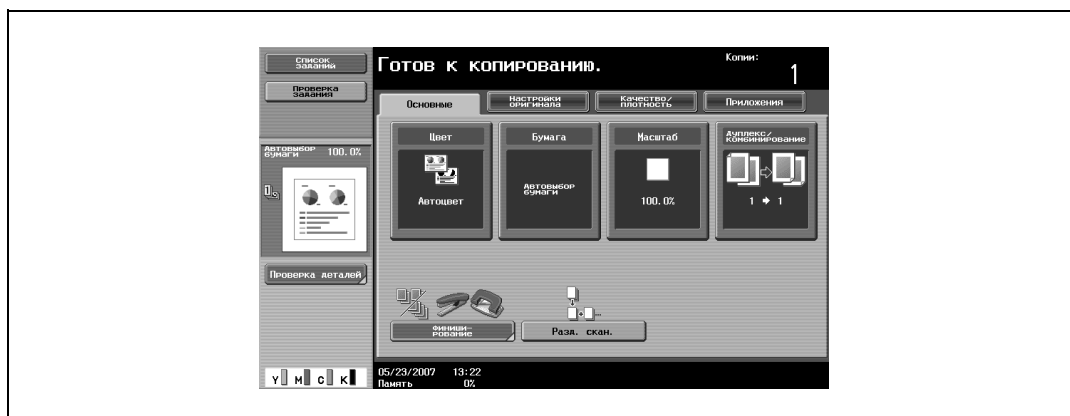 Список
заданий
Готов к копированию.
Копии:
1
Проверка
задания
Основные
Настройки
оригинала
Качество/
плотность
Приложения
Цвет
Бумага
Масштаб
Дуплекс/
комбинирование
Автовыбор
бумаги
100.0%
Автоцвет
Автовыбор
бумаги
100.0%
1 → 1
Проверка деталей
Финиши-
рование
Разд. скан.
Y M C K
05/23/2007 13:22
Память 0%